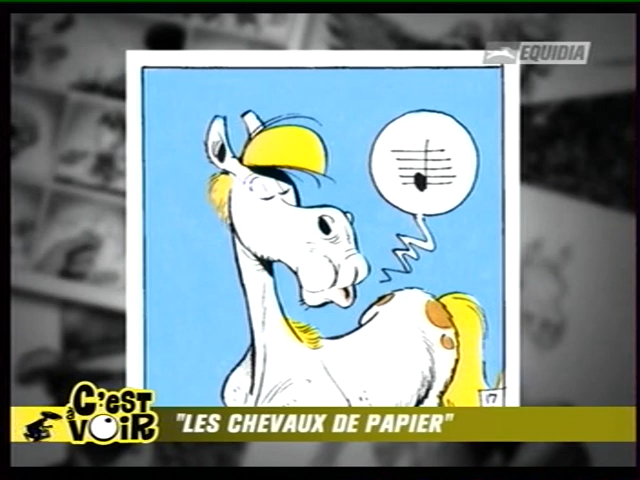 EQUIDIA
17
C'EST
à
VOIR
"LES CHEVAUX DE PAPIER"